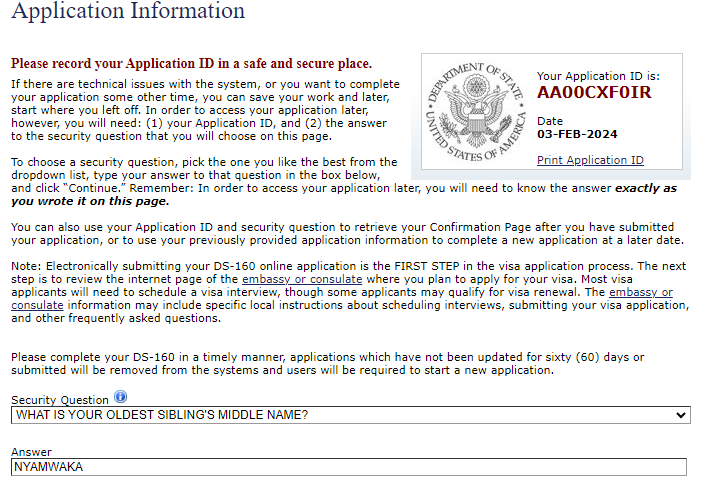 Application Information
Please record your Application ID in a safe and secure place.
If there are technical issues with the system, or you want to complete
your application some other time, you can save your work and later,
start where you left off. In order to access your application later,
however, you will need: (1) your Application ID, and (2) the answer
to the security question that you will choose on this page.
DEPARTMENT OF STATE
UNITED STATES OF AMERICA
Your Application ID is:
AA00CXF0IR
Date
03-FEB-2024
Print Application ID
To choose a security question, pick the one you like the best from the
dropdown list, type your answer to that question in the box below,
and click “Continue.” Remember: In order to access your application later, you will need to know the answer exactly as
you wrote it on this page.
You can also use your Application ID and security question to retrieve your Confirmation Page after you have submitted
your application, or to use your previously provided application information to complete a new application at a later date.
Note: Electronically submitting your DS-160 online application is the FIRST STEP in the visa application process. The next
step is to review the internet page of the embassy or consulate where you plan to apply for your visa. Most visa
applicants will need to schedule a visa interview, though some applicants may qualify for visa renewal. The embassy or
consulate information may include specific local instructions about scheduling interviews, submitting your visa application,
and other frequently asked questions.
Please complete your DS-160 in a timely manner, applications which have not been updated for sixty (60) days or
submitted will be removed from the systems and users will be required to start a new application.
Security Question
WHAT IS YOUR OLDEST SIBLING'S MIDDLE NAME?
Answer
NYAMWAKA